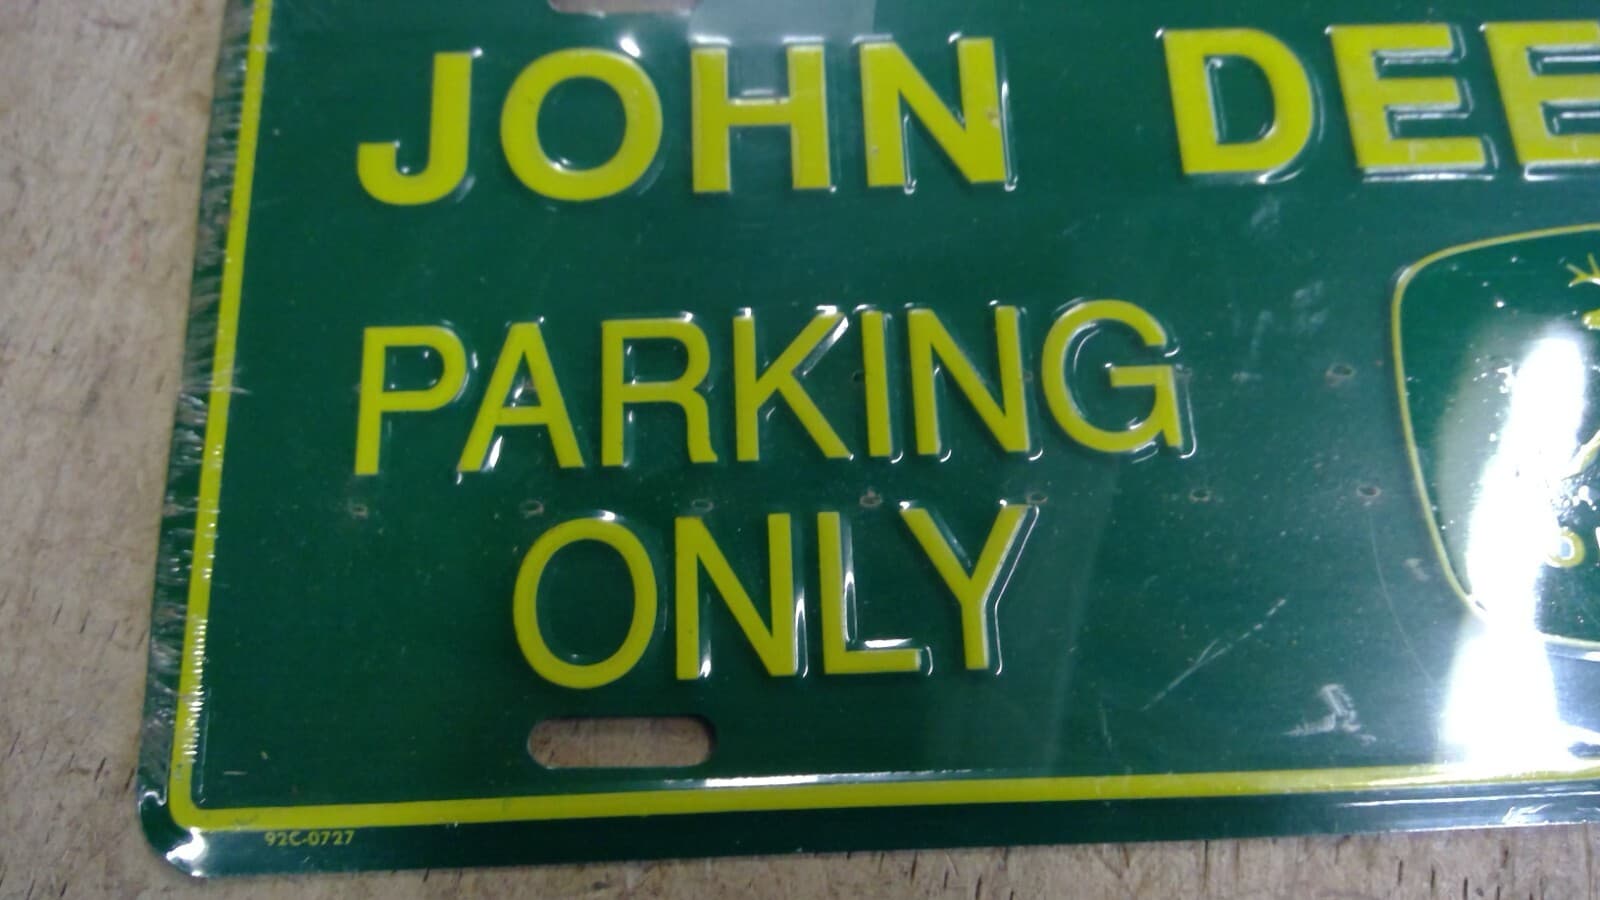 JOHN DEE
PARKING
ONLY
92C-0727